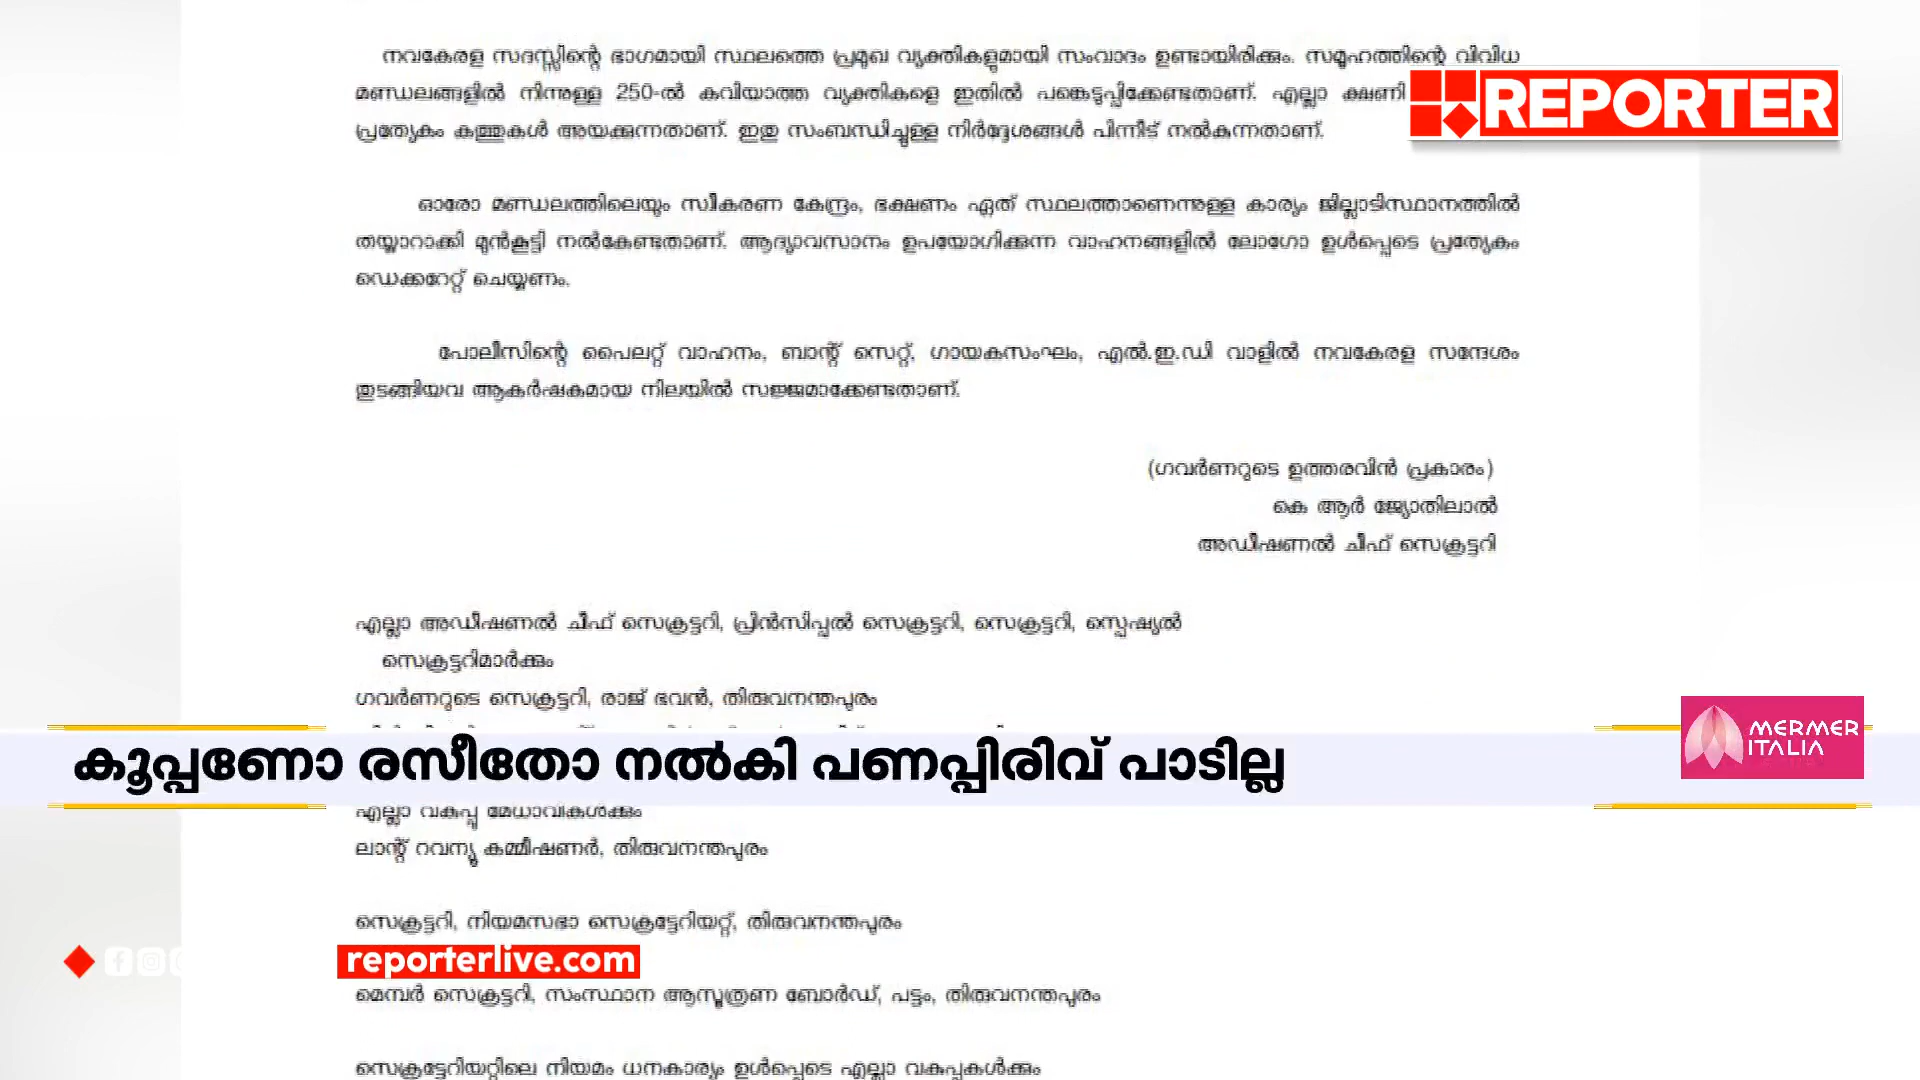 നവകേരള സദസ്സിന്റെ ഭാഗമായി സ്ഥലത്തെ പ്രമുഖ വ്യക്തികളുമായി സംവാദം ഉണ്ടായിരിക്കും. സമൂഹത്തിന്റെ വിവിധ
മണ്ഡലങ്ങളിൽ നിന്നുള്ള 250-ൽ കവിയാത്ത വ്യക്തികളെ ഇതിൽ പങ്കെടുപ്പിക്കേണ്ടതാണ്. എല്ലാ ക്ഷണി
REPORTER
പ്രത്യേകം കത്തുകൾ അയക്കുന്നതാണ്. ഇതു സംബന്ധിച്ചുള്ള നിർദ്ദേശങ്ങൾ പിന്നീട് നൽകുന്നതാണ്.
ഓരോ മണ്ഡലത്തിലെയും സ്വീകരണ കേന്ദ്രം, ഭക്ഷണം ഏത് സ്ഥലത്താണെന്നുള്ള കാര്യം ജില്ലാടിസ്ഥാനത്തിൽ
തയ്യാറാക്കി മുൻകൂട്ടി നൽകേണ്ടതാണ്. ആദ്യാവസാനം ഉപയോഗിക്കുന്ന വാഹനങ്ങളിൽ ലോഗോ ഉൾപ്പെടെ പ്രത്യേകം
ഡെക്കറേറ്റ് ചെയ്യണം.
പോലീസിന്റെ പൈലറ്റ് വാഹനം, ബാന്റ് സെറ്റ്, ഗായകസംഘം, എൽ.ഇ.ഡി വാളിൽ നവകേരള സന്ദേശം
തുടങ്ങിയവ ആകർഷകമായ നിലയിൽ സജ്ജമാക്കേണ്ടതാണ്.
(ഗവർണറുടെ ഉത്തരവിൻ പ്രകാരം)
കെ ആർ ജ്യോതിലാൽ
അഡീഷണൽ ചീഫ് സെക്രട്ടറി
എല്ലാ അഡീഷണൽ ചീഫ് സെക്രട്ടറി, പ്രിൻസിപ്പൽ സെക്രട്ടറി, സെക്രട്ടറി, സ്പെഷ്യൽ
സെക്രട്ടറിമാർക്കും
ഗവർണറുടെ സെക്രട്ടറി, രാജ് ഭവൻ, തിരുവനന്തപുരം
MERMER
ITALIA
കൂപ്പണോ രസീതോ നൽകി പണപ്പിരിവ് പാടില്ല
എല്ലാ വകുപ്പു മേധാവികൾക്കും
ലാന്റ് റവന്യൂ കമ്മീഷണർ, തിരുവനന്തപുരം
സെക്രട്ടറി, നിയമസഭാ സെക്രട്ടേറിയറ്റ്, തിരുവനന്തപുരം
reporterlive.com
മെമ്പർ സെക്രട്ടറി, സംസ്ഥാന ആസൂത്രണ ബോർഡ്, പട്ടം, തിരുവനന്തപുരം
സെക്രട്ടേറിയറ്റിലെ നിയമം ധനകാര്യം ഉൾപ്പെടെ എല്ലാ വകുപ്പുകൾക്കും